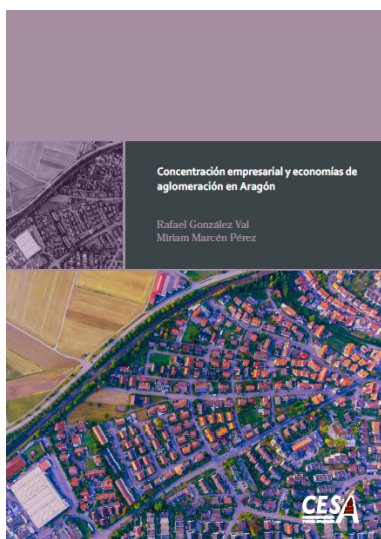 Concentración empresarial y economías de
aglomeración en Aragón
Rafael González Val
Miriam Marcén Pérez
CESA